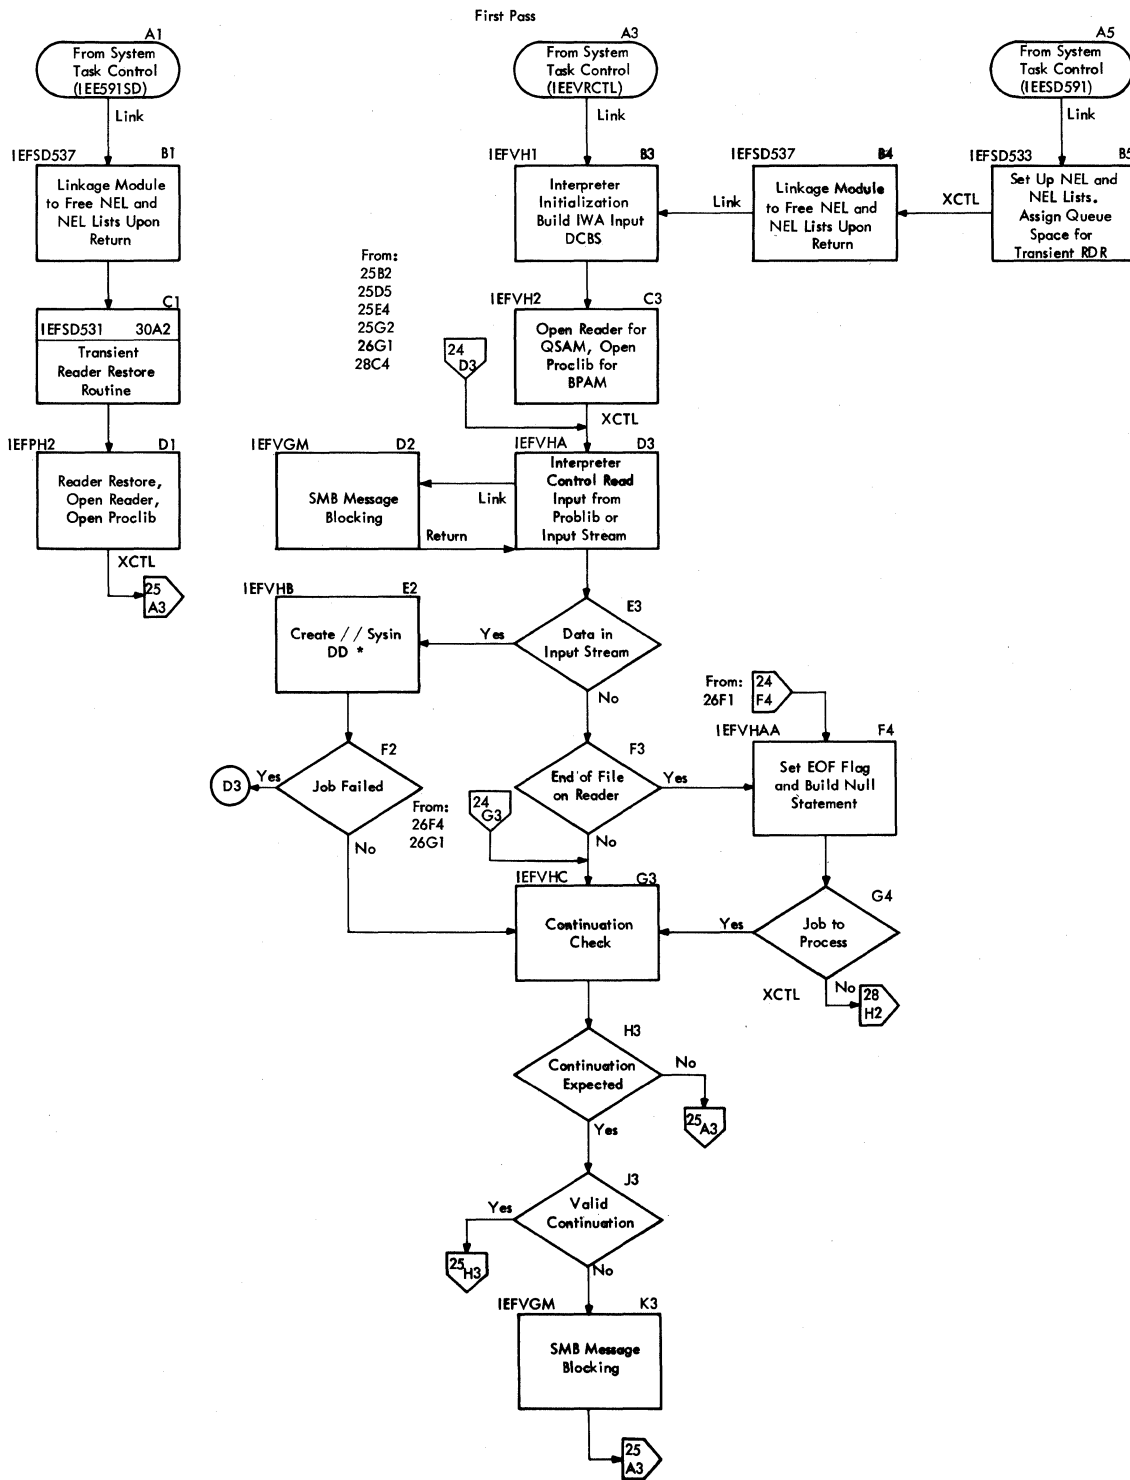 First Pass
A1
From System
Task Control
(IEE591SD)
Link
A3
From System
Task Control
(IEEVRCTL)
Link
A5
From System
Task Control
(IEESD591)
Link
IEFSD537
B1
Linkage Module
to Free NEL and
NEL Lists Upon
Return
IEFVH1
B3
Interpreter
Initialization
Build IWA Input
DCBS
Link
IEFSD537
B4
Linkage Module
to Free NEL and
NEL Lists Upon
Return
XCTL
IEFSD533
B5
Set Up NEL and
NEL Lists.
Assign Queue
Space for
Transient RDR
From:
25B2
25D5
25E4
25G2
26G1
28C4
C1
IEFSD531 30A2
Transient
Reader Restore
Routine
24
D3
IEFVH2
C3
Open Reader for
QSAM, Open
Proclib for
BPAM
XCTL
IEFPH2
D1
Reader Restore,
Open Reader,
Open Proclib
XCTL
25
A3
IEFVGM
D2
SMB Message
Blocking
Link
Return
IEFVHA
D3
Interpreter
Control Read
Input from
Problib or
Input Stream
IEFVHB
E2
Create // Sysin
DD *
Yes
E3
Data in
Input Stream
No
From:
26F1
24
F4
F2
Job Failed
Yes
D3
No
F3
End of File
on Reader
Yes
No
IEFVHAA
F4
Set EOF Flag
and Build Null
Statement
From:
26F4
26G1
24
G3
IEFVHC
G3
Continuation
Check
G4
Job to
Process
Yes
XCTL
No
28
H2
H3
Continuation
Expected
No
25
A3
Yes
J3
Valid
Continuation
Yes
25
H3
No
IEFVGM
K3
SMB Message
Blocking
25
A3